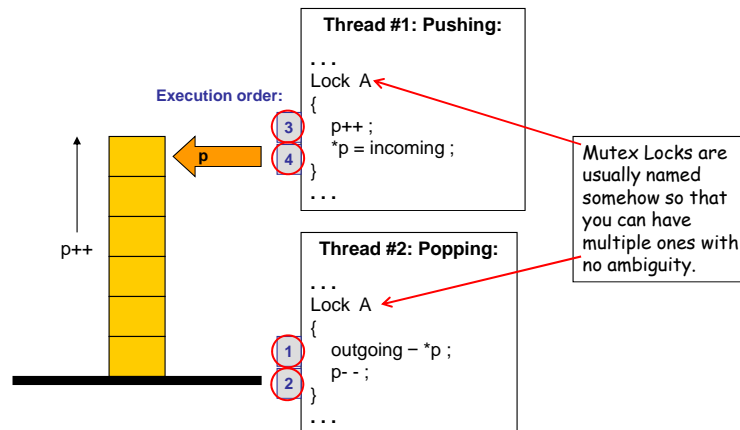 Thread #1: Pushing:
. . .
Lock A
{
p++ ;
*p = incoming ;
}
. . .
Execution order:
3
4
p
p++
Mutex Locks are
usually named
somehow so that
you can have
multiple ones with
no ambiguity.
Thread #2: Popping:
. . .
Lock A
{
outgoing – *p ;
p- - ;
}
. . .
1
2